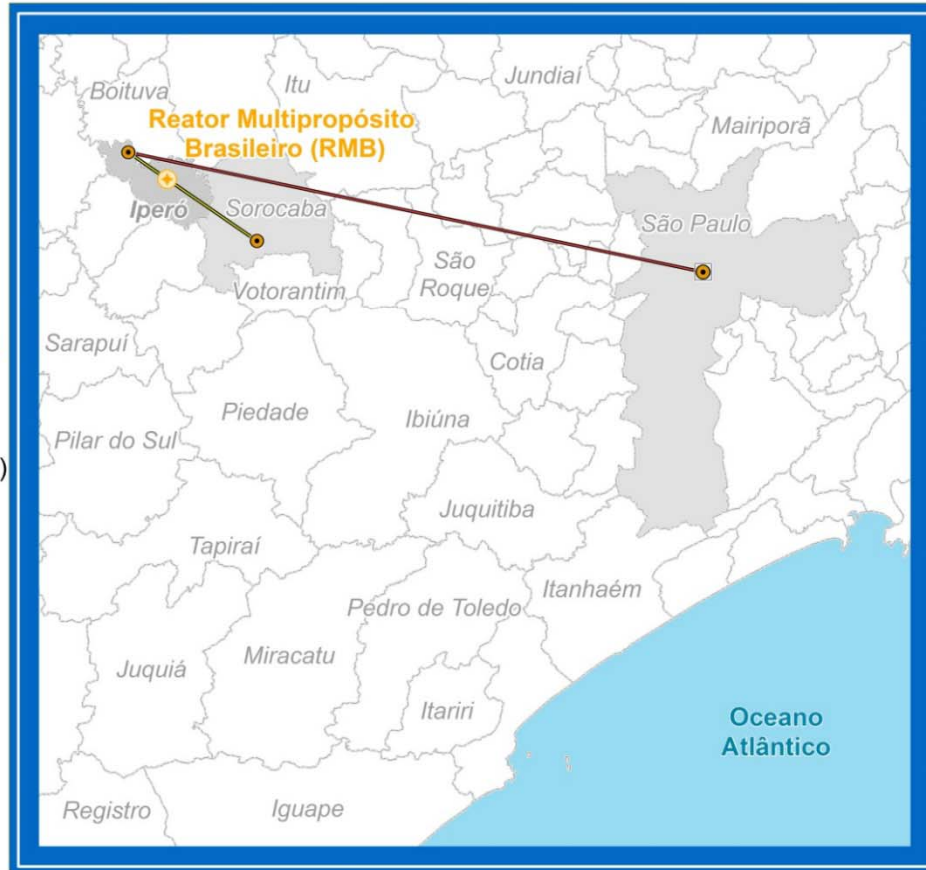 Boituva
Itu
Jundiaí
Reator Multipropósito
Brasileiro (RMB)
Mairiporã
Iperó
Sorocaba
São Paulo
São
Roque
Votorantim
Sarapuí
Cotia
Piedade
Ibiúna
Pilar do Sul
)
Juquitiba
Tapiraí
Itanhaém
Pedro de Toledo
Juquiá
Miracatu
Itariri
Oceano
Atlântico
Registro
Iguape